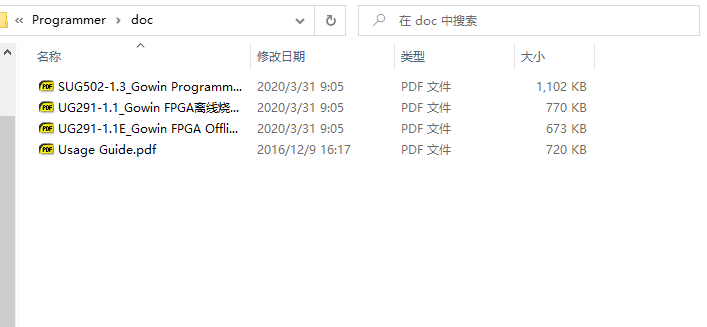 Programmer doc 在 doc 中搜索
名称 修改日期 类型 大小
SUG502-1.3_Gowin Programm... 2020/3/31 9:05 PDF 文件 1,102 KB
UG291-1.1_Gowin FPGA离线烧... 2020/3/31 9:05 PDF 文件 770 KB
UG291-1.1E_Gowin FPGA Offli... 2020/3/31 9:05 PDF 文件 673 KB
Usage Guide.pdf 2016/12/9 16:17 PDF 文件 720 KB